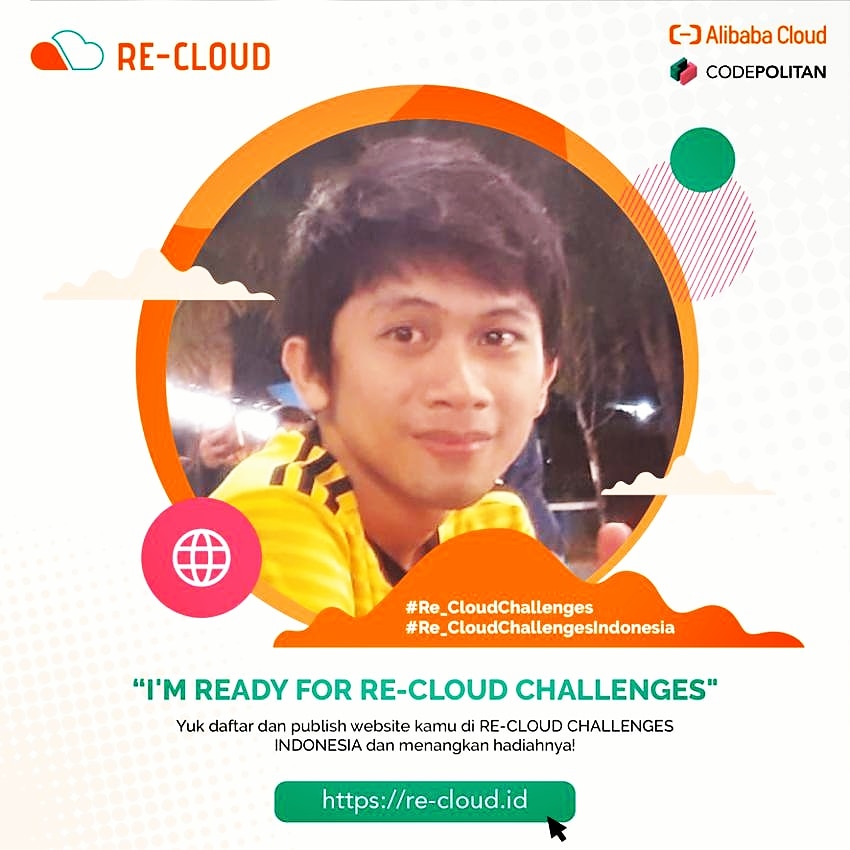 RE-CLOUD
Alibaba Cloud
CODEPOLITAN
#Re_CloudChallenges
#Re_CloudChallengesIndonesia
“I'M READY FOR RE-CLOUD CHALLENGES"
Yuk daftar dan publish website kamu di RE-CLOUD CHALLENGES
INDONESIA dan menangkan hadiahnya!
https://re-cloud.id